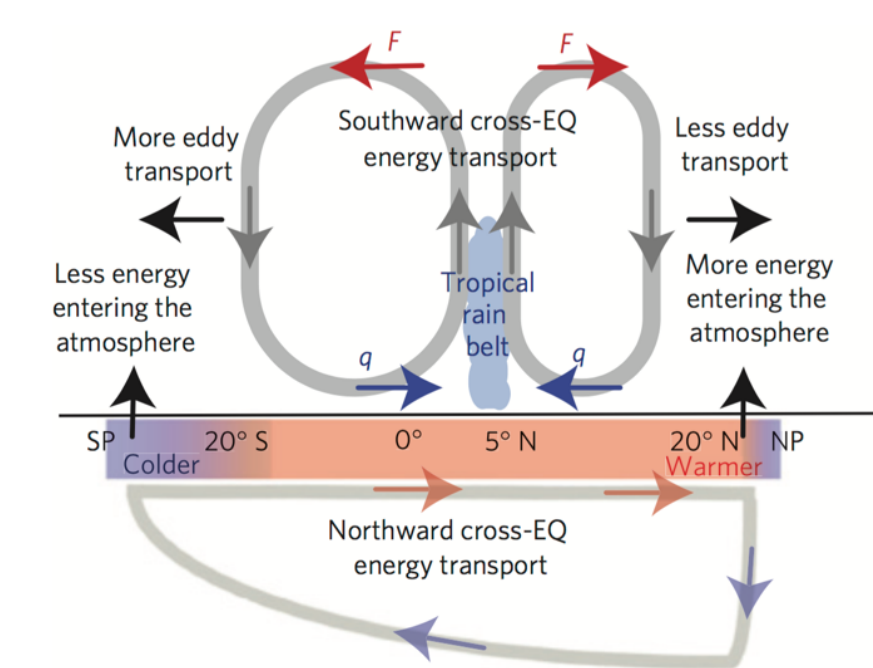 F
F
Southward cross-EQ
energy transport
More eddy
transport
Less eddy
transport
Less energy
entering the
atmosphere
More energy
entering the
atmosphere
Tropical
rain
belt
q
q
SP
20° S
0°
5° N
20° N
NP
Colder
Warmer
Northward cross-EQ
energy transport